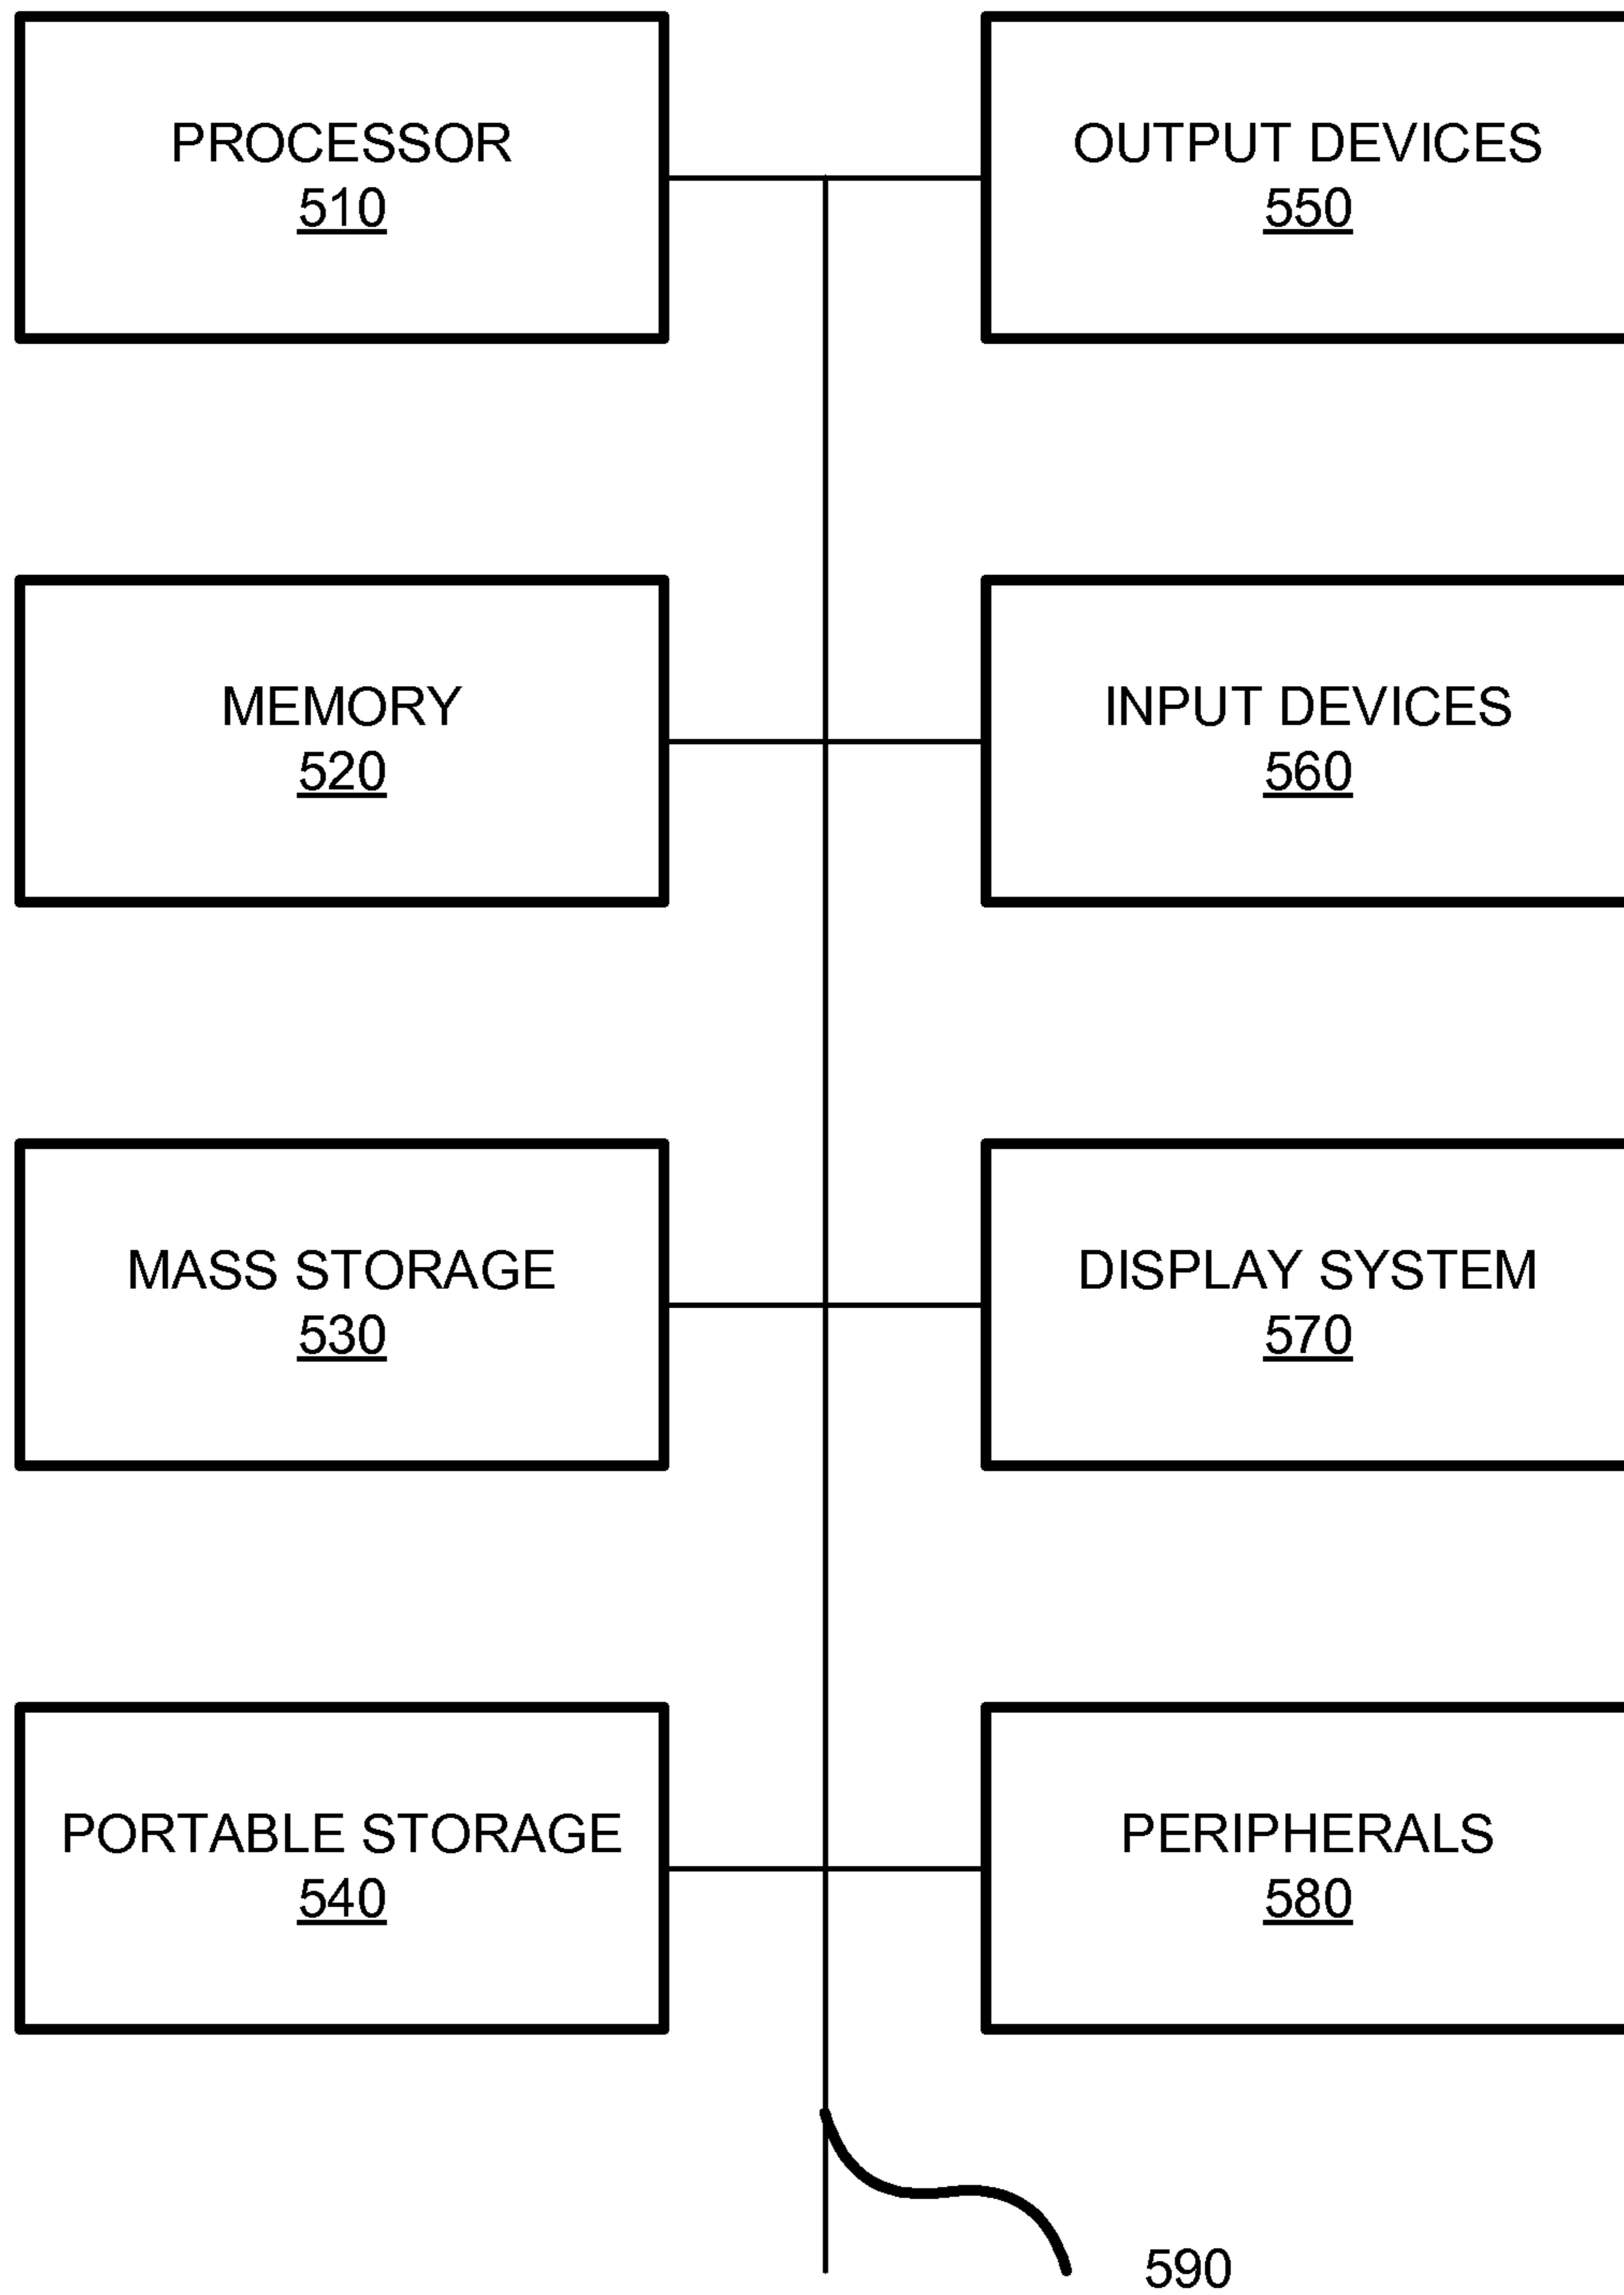 PROCESSOR
510
OUTPUT DEVICES
550
MEMORY
520
INPUT DEVICES
560
MASS STORAGE
530
DISPLAY SYSTEM
570
PORTABLE STORAGE
540
PERIPHERALS
580
590